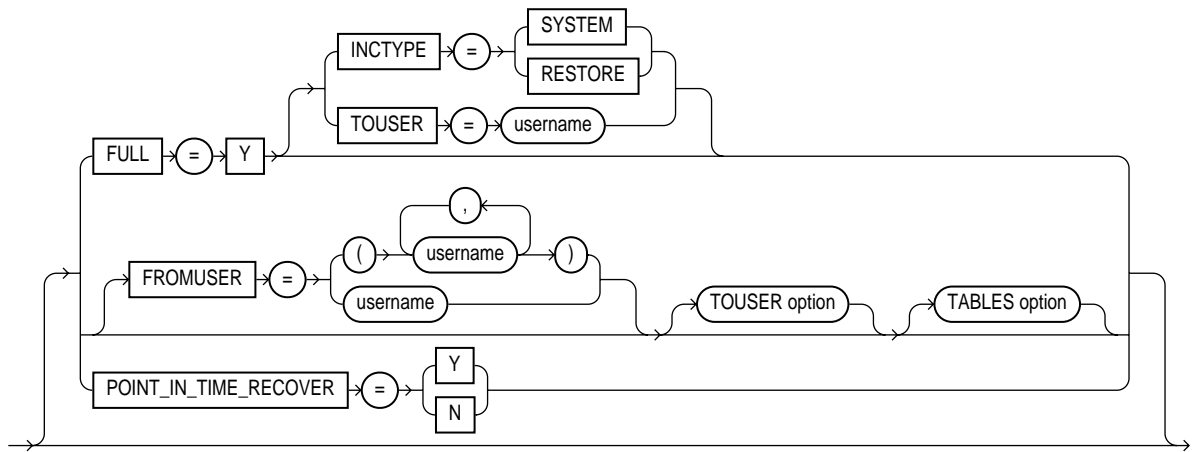 SYSTEM
INCTYPE =
RESTORE
TOUSER = username
FULL = Y
,
( username )
FROMUSER =
username
TOUSER option TABLES option
Y
POINT_IN_TIME_RECOVER =
N